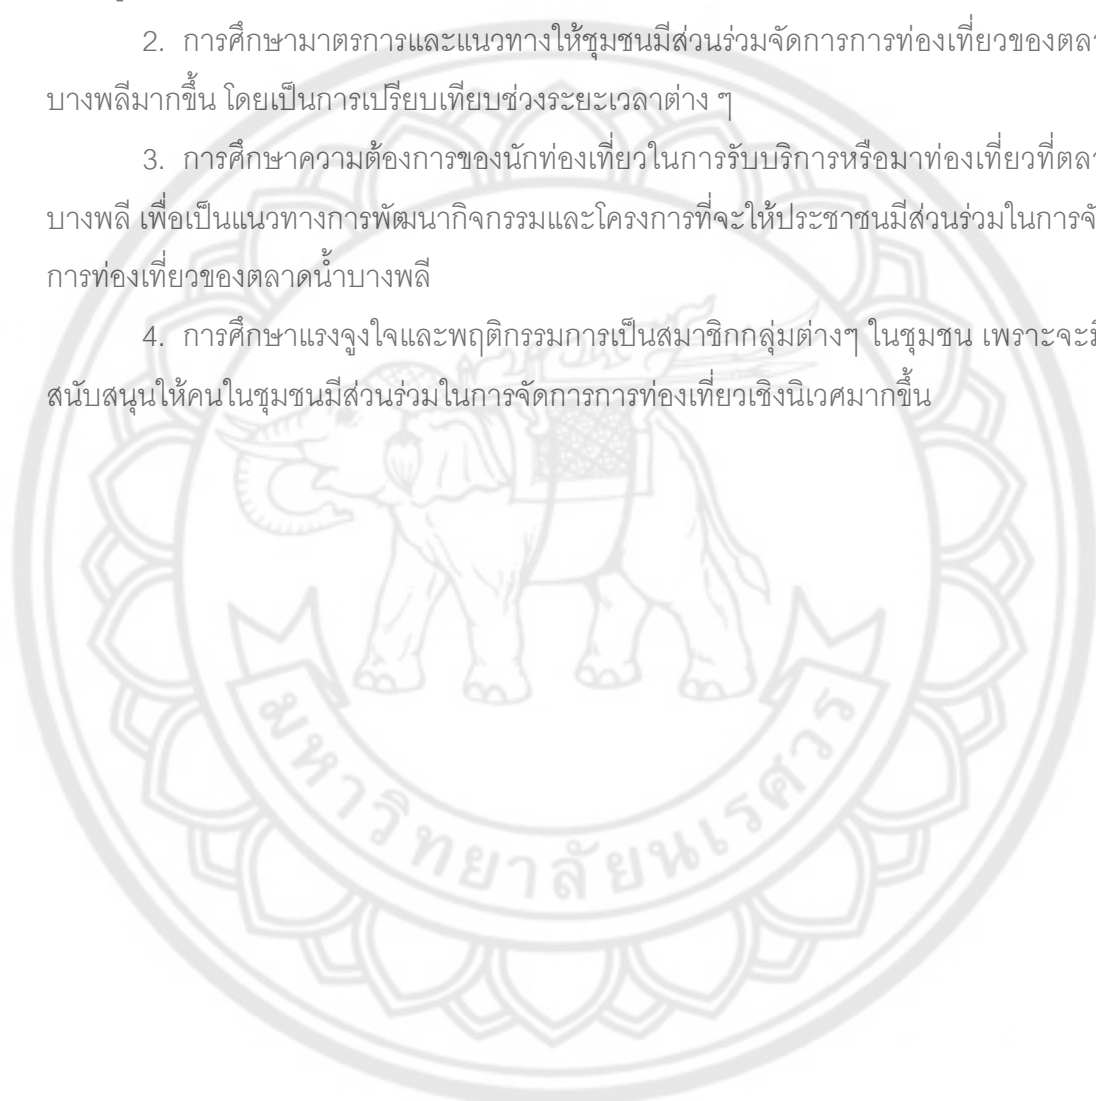 2. การศึกษามาตรการและแนวทางให้ชุมชนมีส่วนร่วมจัดการการท่องเที่ยวของ
บางพลีมากขึ้น โดยเป็นการเปรียบเทียบช่วงระยะเวลาต่าง ๆ
3. การศึกษาความต้องการของนักท่องเที่ยวในการรับบริการหรือมาท่องเที่ยวที่
บางพลี เพื่อเป็นแนวทางการพัฒนากิจกรรมและโครงการที่จะให้ประชาชนมีส่วนร่วมในการ
การท่องเที่ยวของตลาดน้ำบางพลี
4. การศึกษาแรงจูงใจและพฤติกรรมการเป็นสมาชิกกลุ่มต่างๆ ในชุมชน เพราะจะ
สนับสนุนให้คนในชุมชนมีส่วนร่วมในการจัดการการท่องเที่ยวเชิงนิเวศมากขึ้น
มหาวิทยาลัยนเรศวร